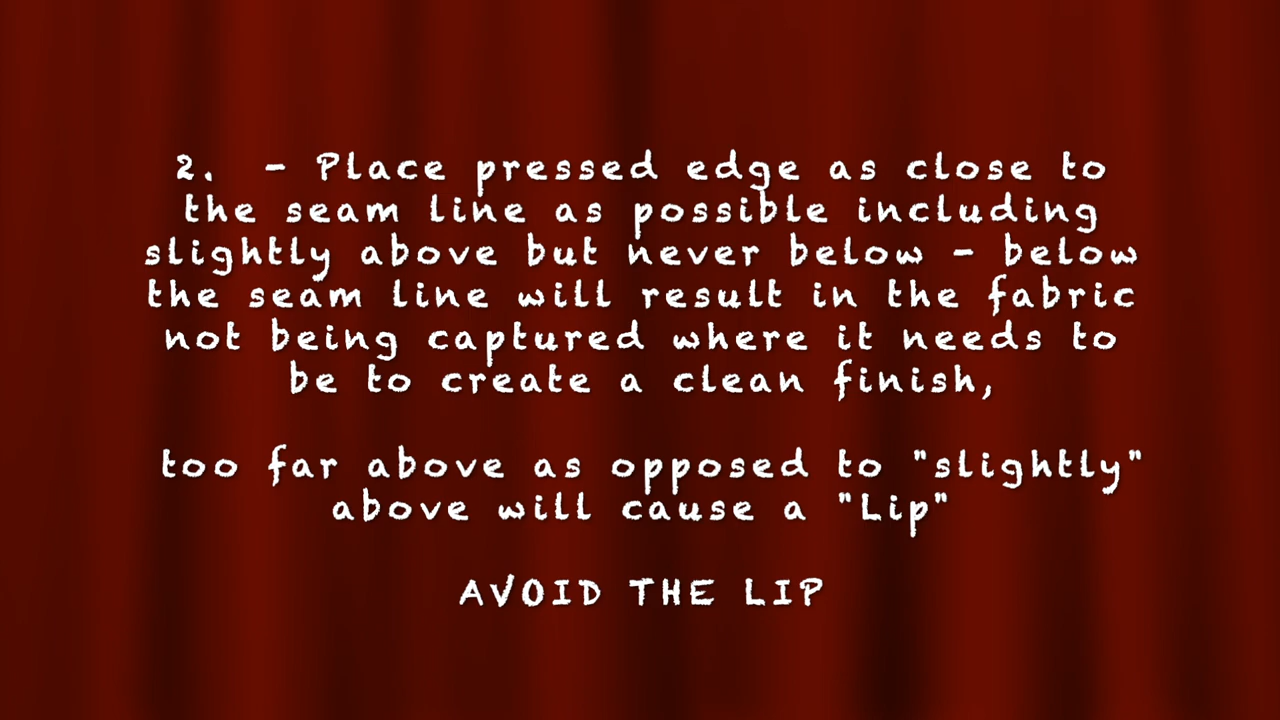 2. - Place pressed edge as close to
the seam line as possible including
slightly above but never below - below
the seam line will result in the fabric
not being captured where it needs to
be to create a clean finish,
too far above as opposed to "slightly"
above will cause a "Lip"
AVOID THE LIP